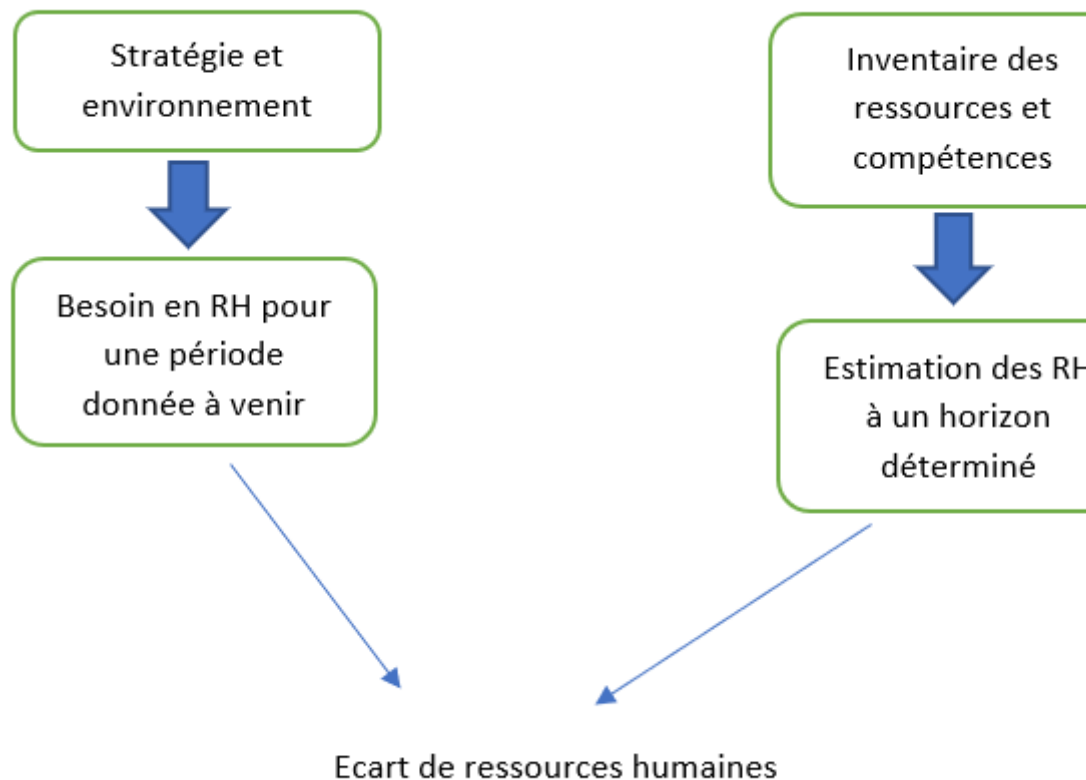 Stratégie et
environnement
Besoin en RH pour
une période
donnée à venir
Inventaire des
ressources et
compétences
Estimation des RH
à un horizon
déterminé
Ecart de ressources humaines